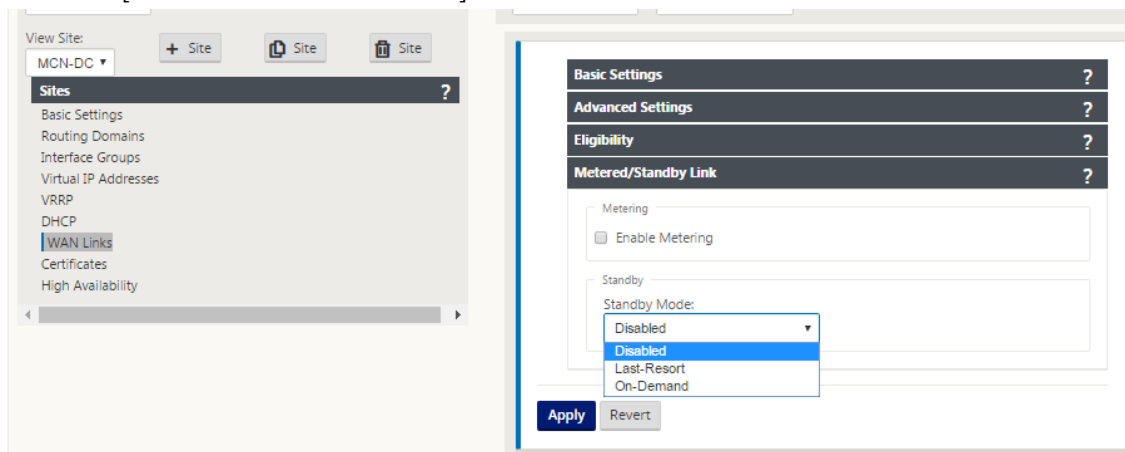 View Site:
MCN-DC
+ Site
Site
Site
Sites ?
Basic Settings
Routing Domains
Interface Groups
Virtual IP Addresses
VRRP
DHCP
WAN Links
Certificates
High Availability
Basic Settings ?
Advanced Settings ?
Eligibility ?
Metered/Standby Link ?
Metering
Enable Metering
Standby
Standby Mode:
Disabled
Disabled
Last-Resort
On-Demand
Apply Revert